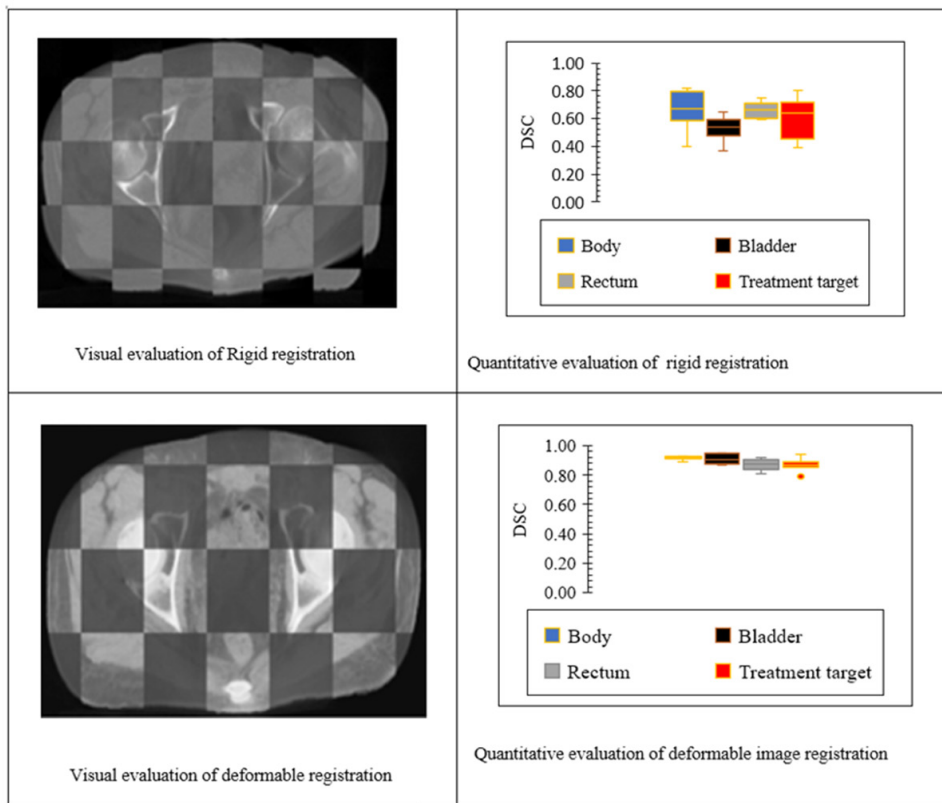 1.00
0.80
0.60
0.40
0.20
0.00
DSC
Body
Bladder
Rectum
Treatment target
Visual evaluation of Rigid registration
Quantitative evaluation of rigid registration
1.00
0.80
0.60
0.40
0.20
0.00
DSC
Body
Bladder
Rectum
Treatment target
Visual evaluation of deformable registration
Quantitative evaluation of deformable image registration